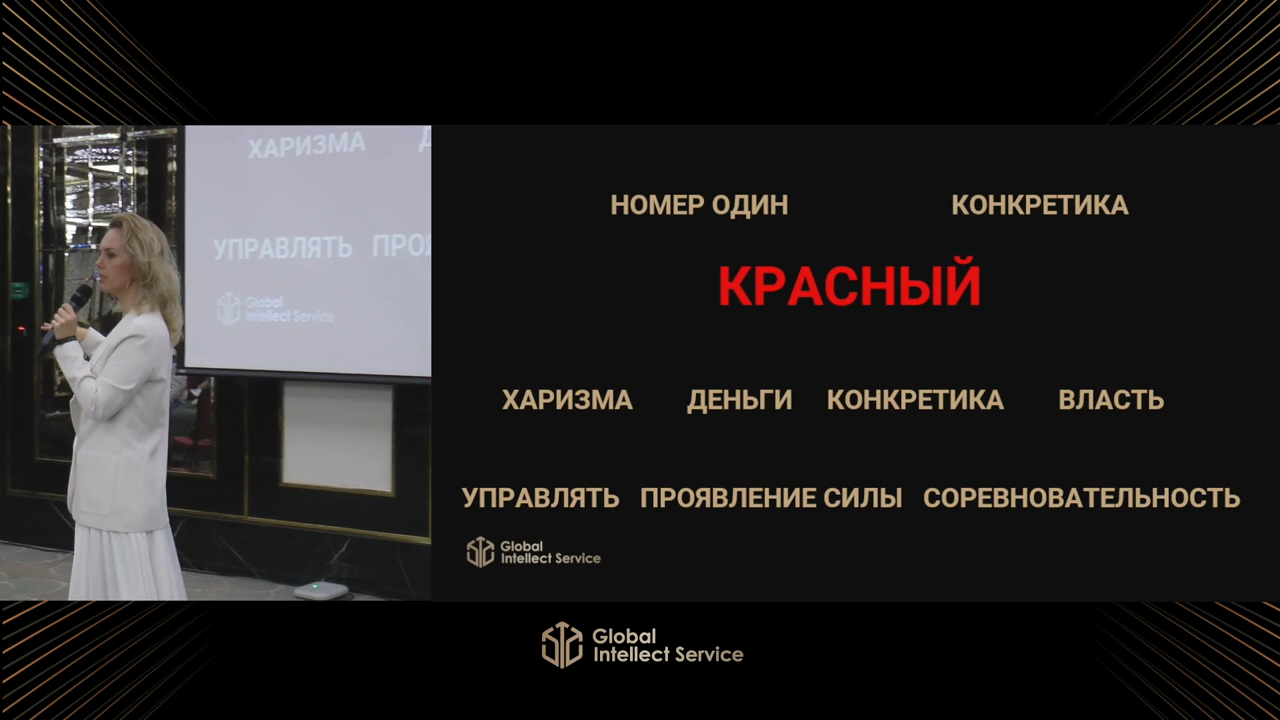 ХАРИЗМА
УПРАВЛЯТЬ
Global
Intellect Service
НОМЕР ОДИН КОНКРЕТИКА
КРАСНЫЙ
ХАРИЗМА ДЕНЬГИ КОНКРЕТИКА ВЛАСТЬ
УПРАВЛЯТЬ ПРОЯВЛЕНИЕ СИЛЫ СОРЕВНОВАТЕЛЬНОСТЬ
Global
Intellect Service
Global
Intellect Service